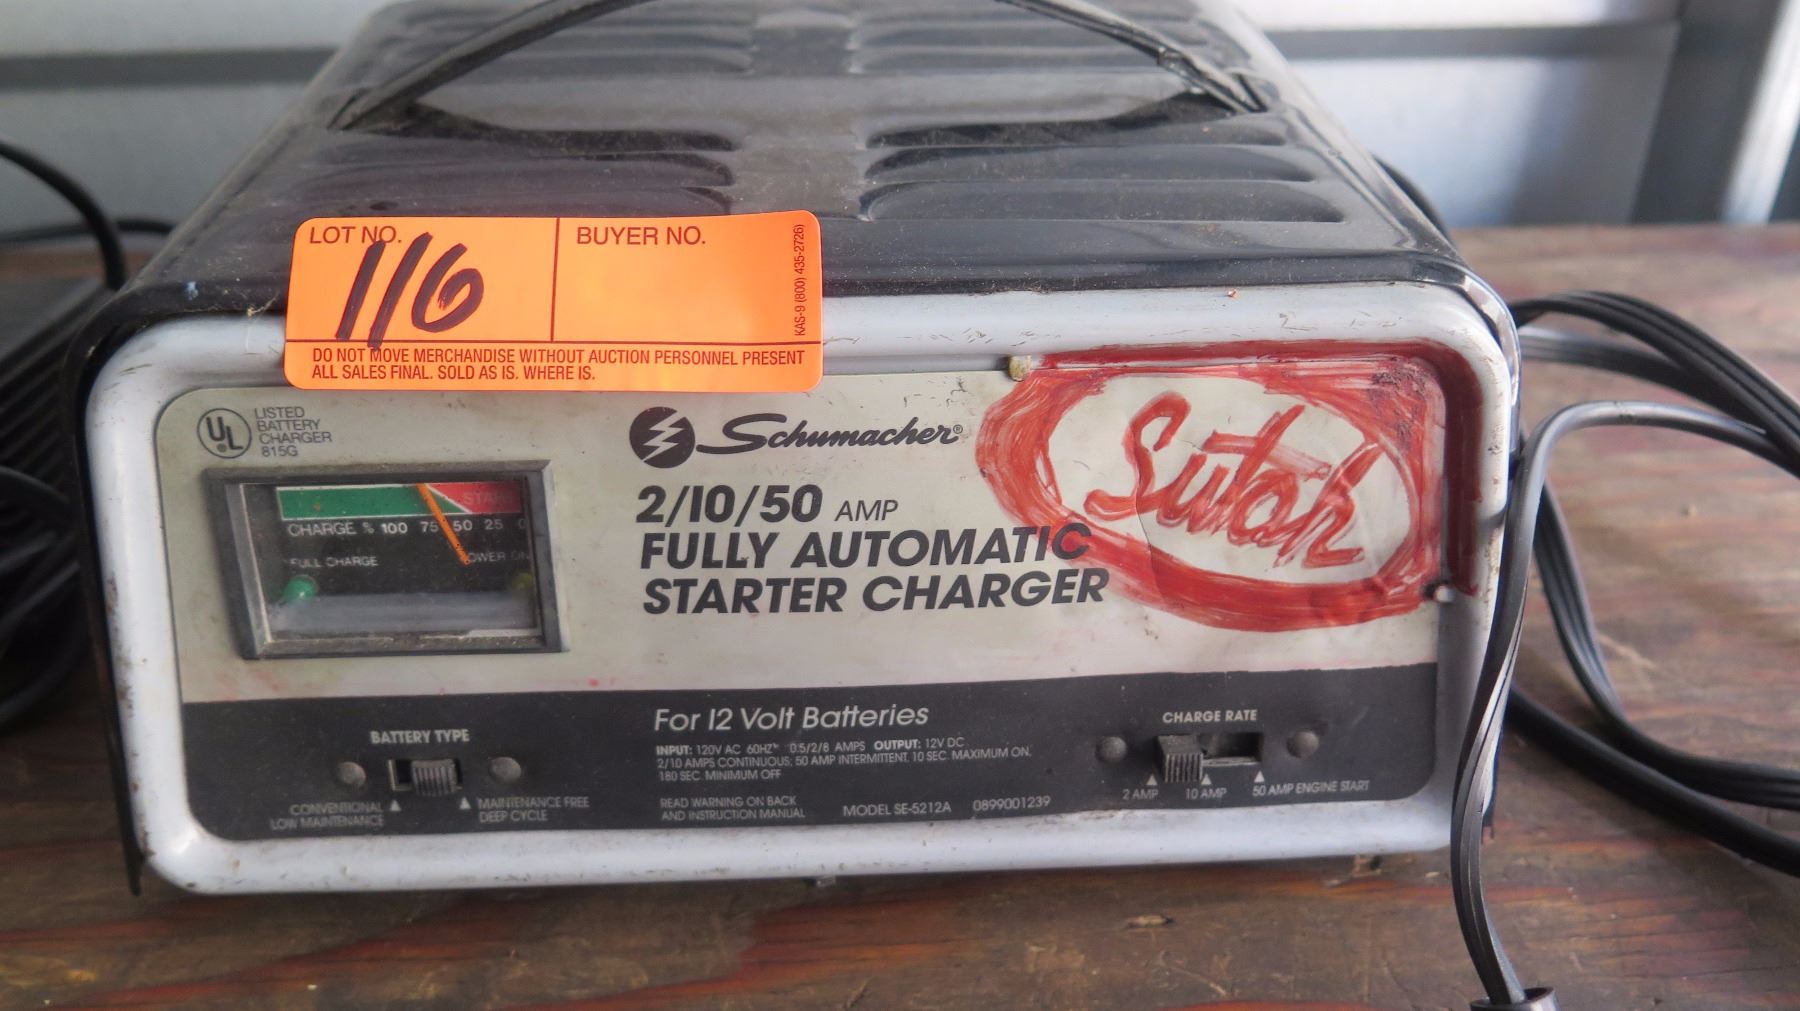 LOT NO. 116
BUYER NO.
KAS-9 (800) 435-2726)
DO NOT MOVE MERCHANDISE WITHOUT AUCTION PERSONNEL PRESENT
ALL SALES FINAL. SOLD AS IS. WHERE IS.
UL
LISTED
BATTERY
CHARGER
815G
Schumacher®
2/10/50 AMP
FULLY AUTOMATIC
STARTER CHARGER
CHARGE % 100 75 50 25 0
FULL CHARGE
POWER ON
For 12 Volt Batteries
INPUT: 120V AC 60HZ 0.5/2/8 AMPS OUTPUT: 12V DC
2/10 AMPS CONTINUOUS; 50 AMP INTERMITTENT. 10 SEC. MAXIMUM ON,
180 SEC. MINIMUM OFF
READ WARNING ON BACK
AND INSTRUCTION MANUAL
MODEL SE-5212A 0899001239
BATTERY TYPE
CONVENTIONAL
LOW MAINTENANCE
MAINTENANCE FREE
DEEP CYCLE
CHARGE RATE
2 AMP 10 AMP 50 AMP ENGINE START